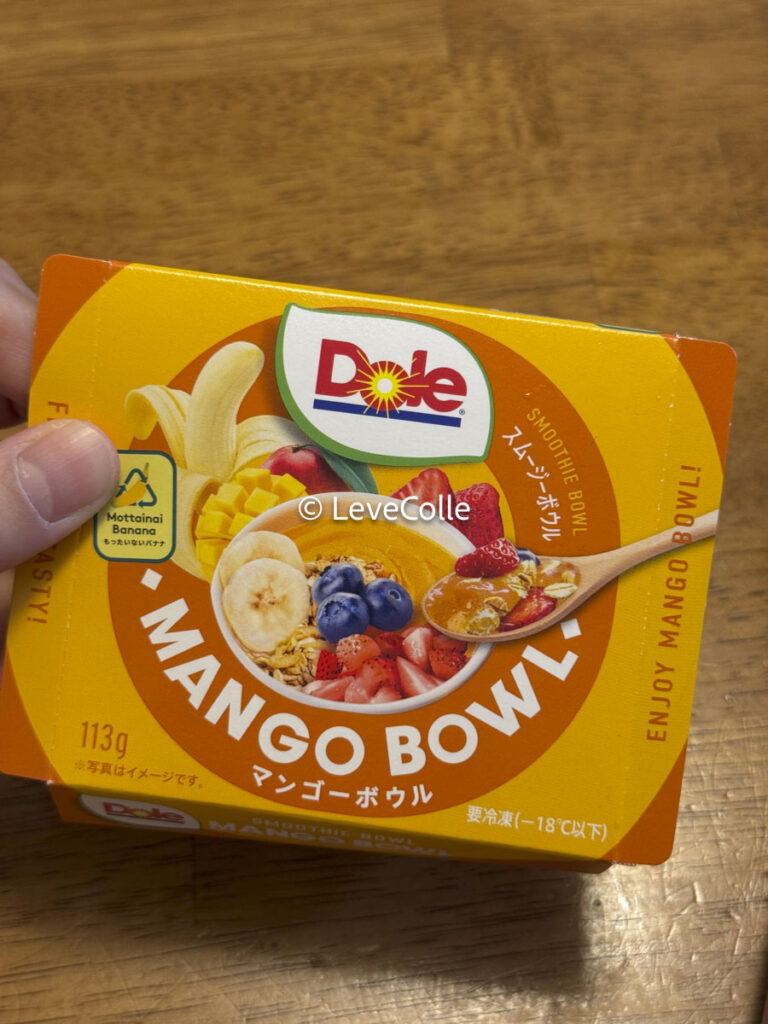 Dole
SMOOTHIE BOWL
スムージーボウル
© LeveColle
Mottainai
Banana
もったいないバナナ
TASTY!
ENJOY MANGO BOWL!
MANGO BOWL
マンゴーボウル
113g
※写真はイメージです。
要冷凍(-18℃以下)
Dole
SMOOTHIE BOWL
MANGO BOWL